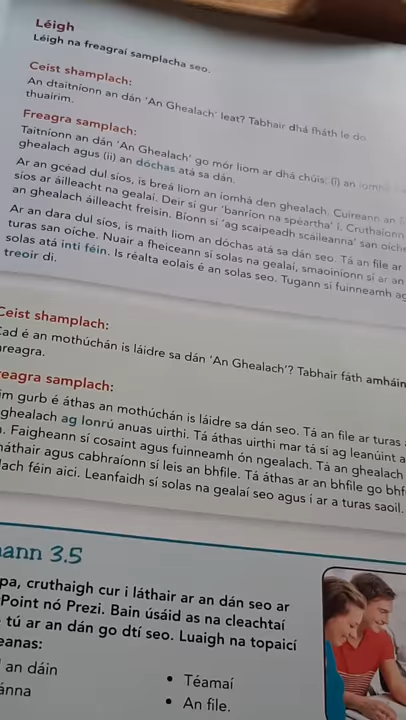 Léigh
Léigh na freagraí samplacha seo.
Ceist shamplach:
An dtaitníonn an dán 'An Ghealach' leat? Tabhair dhá fháth le do
thuairim.
Freagra samplach:
Taitníonn an dán 'An Ghealach' go mór liom ar dhá chúis: (i) an íomhá
ghealach agus (ii) an dóchas atá sa dán.
Ar an gcéad dul síos, is breá liom an íomhá den ghealach. Cuireann an
síos ar áilleacht na gealaí. Deir sí gur 'banríon na spéartha' í. Cruthaíonn
an ghealach áilleacht freisin. Bíonn sí 'ag scaipeadh scáileanna' san oíche
Ar an dara dul síos, is maith liom an dóchas atá sa dán seo. Tá an file ar
turas san oíche. Nuair a fheiceann sí solas na gealaí, smaoiníonn sí ar an
solas atá inti féin. Is réalta eolais é an solas seo. Tugann sí fuinneamh
treoir di.
Ceist shamplach:
Cad é an mothúchán is láidre sa dán 'An Ghealach'? Tabhair fáth amháin
freagra.
Freagra samplach:
gurb é áthas an mothúchán is láidre sa dán seo. Tá an file ar turas
ghealach ag lonrú anuas uirthi. Tá áthas uirthi mar tá sí ag leanúint
Faigheann sí cosaint agus fuinneamh ón ngealach. Tá an ghealach
máthair agus cabhraíonn sí leis an bhfile. Tá áthas ar an bhfile go
féin aici. Leanfaidh sí solas na gealaí seo agus í ar a turas saoil.
3.5
cruthaigh cur i láthair ar an dán seo ar
Point nó Prezi. Bain úsáid as na cleachtaí
tú ar an dán go dtí seo. Luaigh na topaicí
an dáin
• Téamaí
• An file.